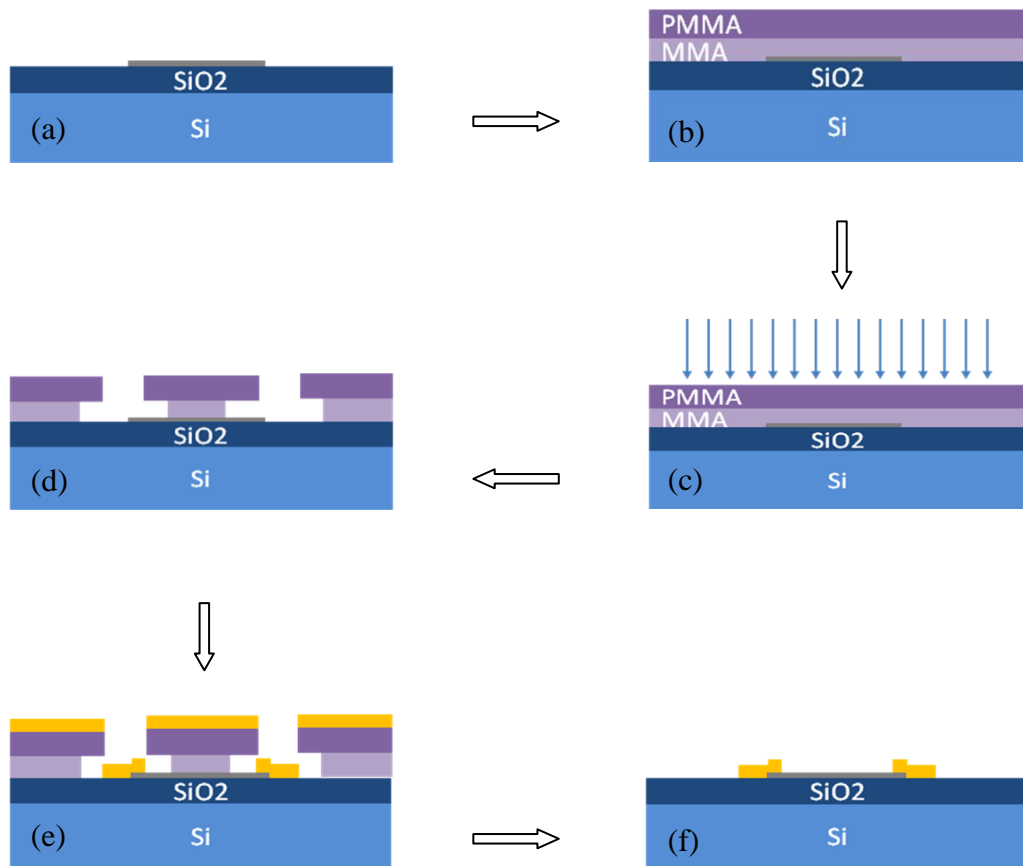 SiO2
Si
(a)
PMMA
MMA
SiO2
Si
(b)
PMMA
MMA
SiO2
Si
(c)
SiO2
Si
(d)
SiO2
Si
(e)
SiO2
Si
(f)